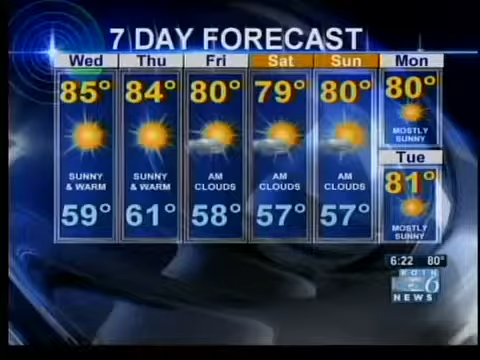 7 DAY FORECAST
Wed Thu Fri Sat Sun Mon
85° 84° 80° 79° 80° 80°
MOSTLY
SUNNY
Tue
SUNNY
& WARM
SUNNY
& WARM
AM
CLOUDS
AM
CLOUDS
AM
CLOUDS
81°
59° 61° 58° 57° 57°
MOSTLY
SUNNY
6:22 80°
KOIN
6
NEWS